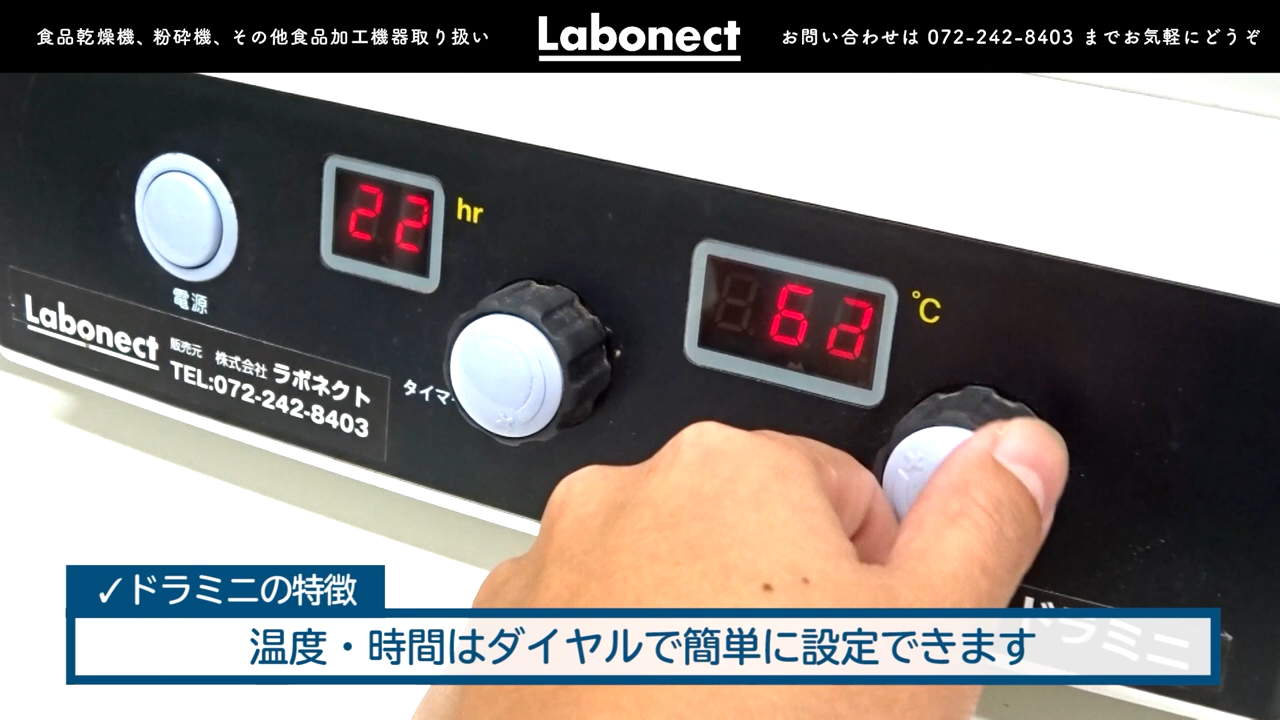 食品乾燥機、粉砕機、その他食品加工機器取り扱い
Labonect
お問い合わせは 072-242-8403 までお気軽にどうぞ
22
hr
℃
電源
Labonect
販売元 株式会社 ラボネクト
TEL:072-242-8403
タイマ
✓ドラミニの特徴
温度・時間はダイヤルで簡単に設定できます
ドラミニ